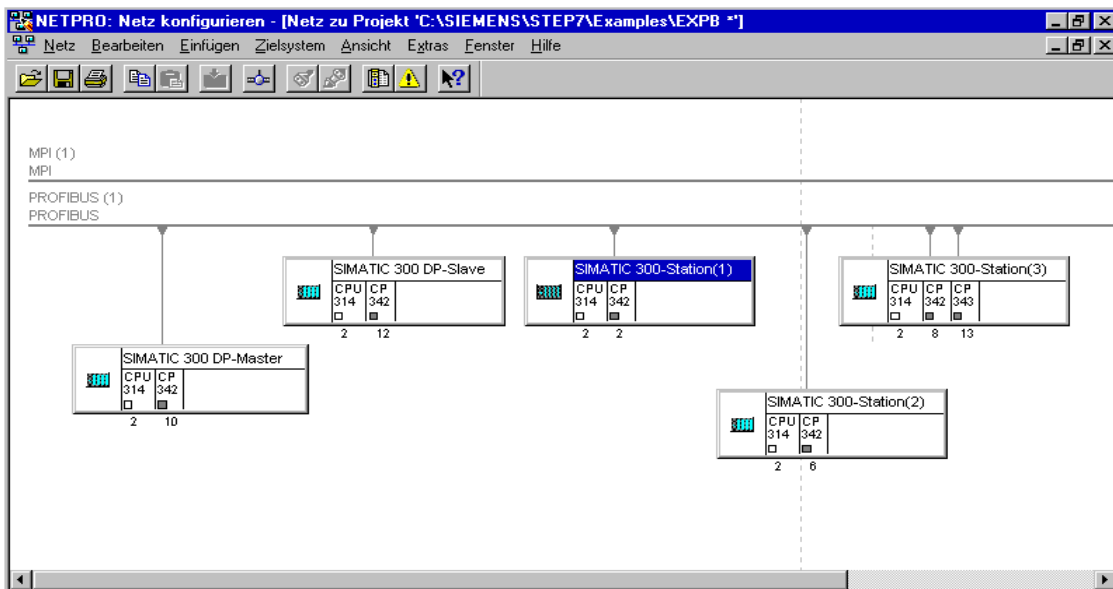 NETPRO: Netz konfigurieren - [Netz zu Projekt 'C:\SIEMENS\STEP7\Examples\EXPB *']
Netz Bearbeiten Einfügen Zielsystem Ansicht Extras Fenster Hilfe
MPI (1)
MPI
PROFIBUS (1)
PROFIBUS
SIMATIC 300 DP-Slave
CPU CP
314 342
2 12
SIMATIC 300-Station(1)
CPU CP
314 342
2 2
SIMATIC 300-Station(3)
CPU CP CP
314 342 343
2 8 13
SIMATIC 300 DP-Master
CPU CP
314 342
2 10
SIMATIC 300-Station(2)
CPU CP
314 342
2 6